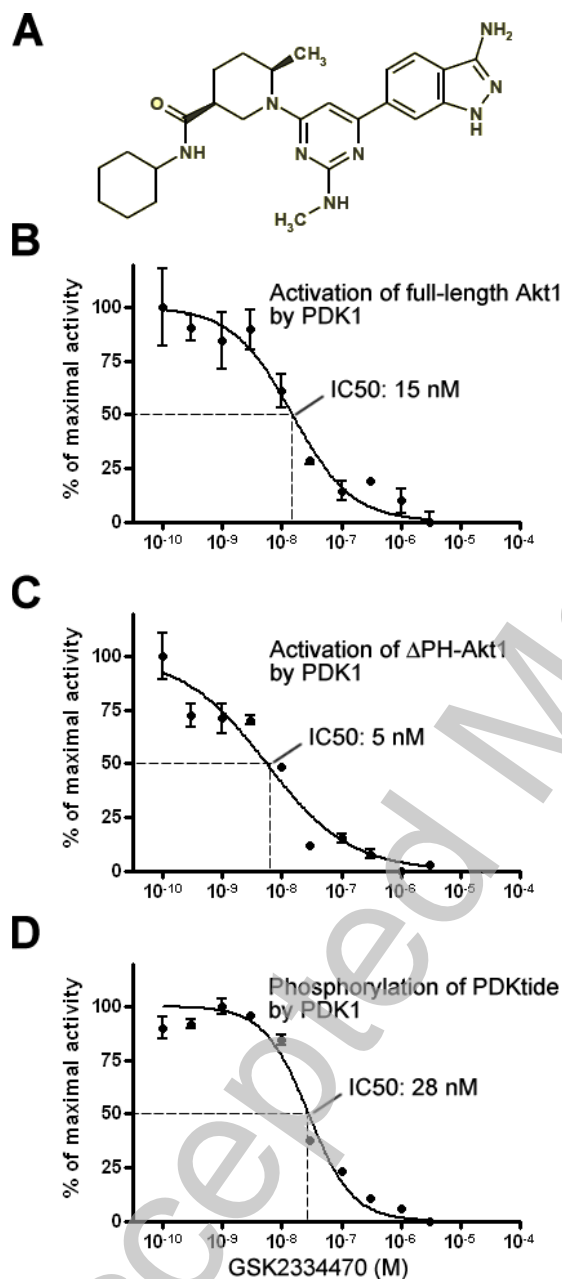 A
NH₂
CH₃
O
N
N
NH
N
H
N
N
NH
H₃C
B
Activation of full-length Akt1
by PDK1
IC50: 15 nM
% of maximal activity
100
75
50
25
0
10⁻¹⁰ 10⁻⁹ 10⁻⁸ 10⁻⁷ 10⁻⁶ 10⁻⁵ 10⁻⁴
C
Activation of ΔPH-Akt1
by PDK1
IC50: 5 nM
% of maximal activity
100
75
50
25
0
10⁻¹⁰ 10⁻⁹ 10⁻⁸ 10⁻⁷ 10⁻⁶ 10⁻⁵ 10⁻⁴
D
Phosphorylation of PDKtide
by PDK1
IC50: 28 nM
% of maximal activity
100
75
50
25
0
10⁻¹⁰ 10⁻⁹ 10⁻⁸ 10⁻⁷ 10⁻⁶ 10⁻⁵ 10⁻⁴
GSK2334470 (M)